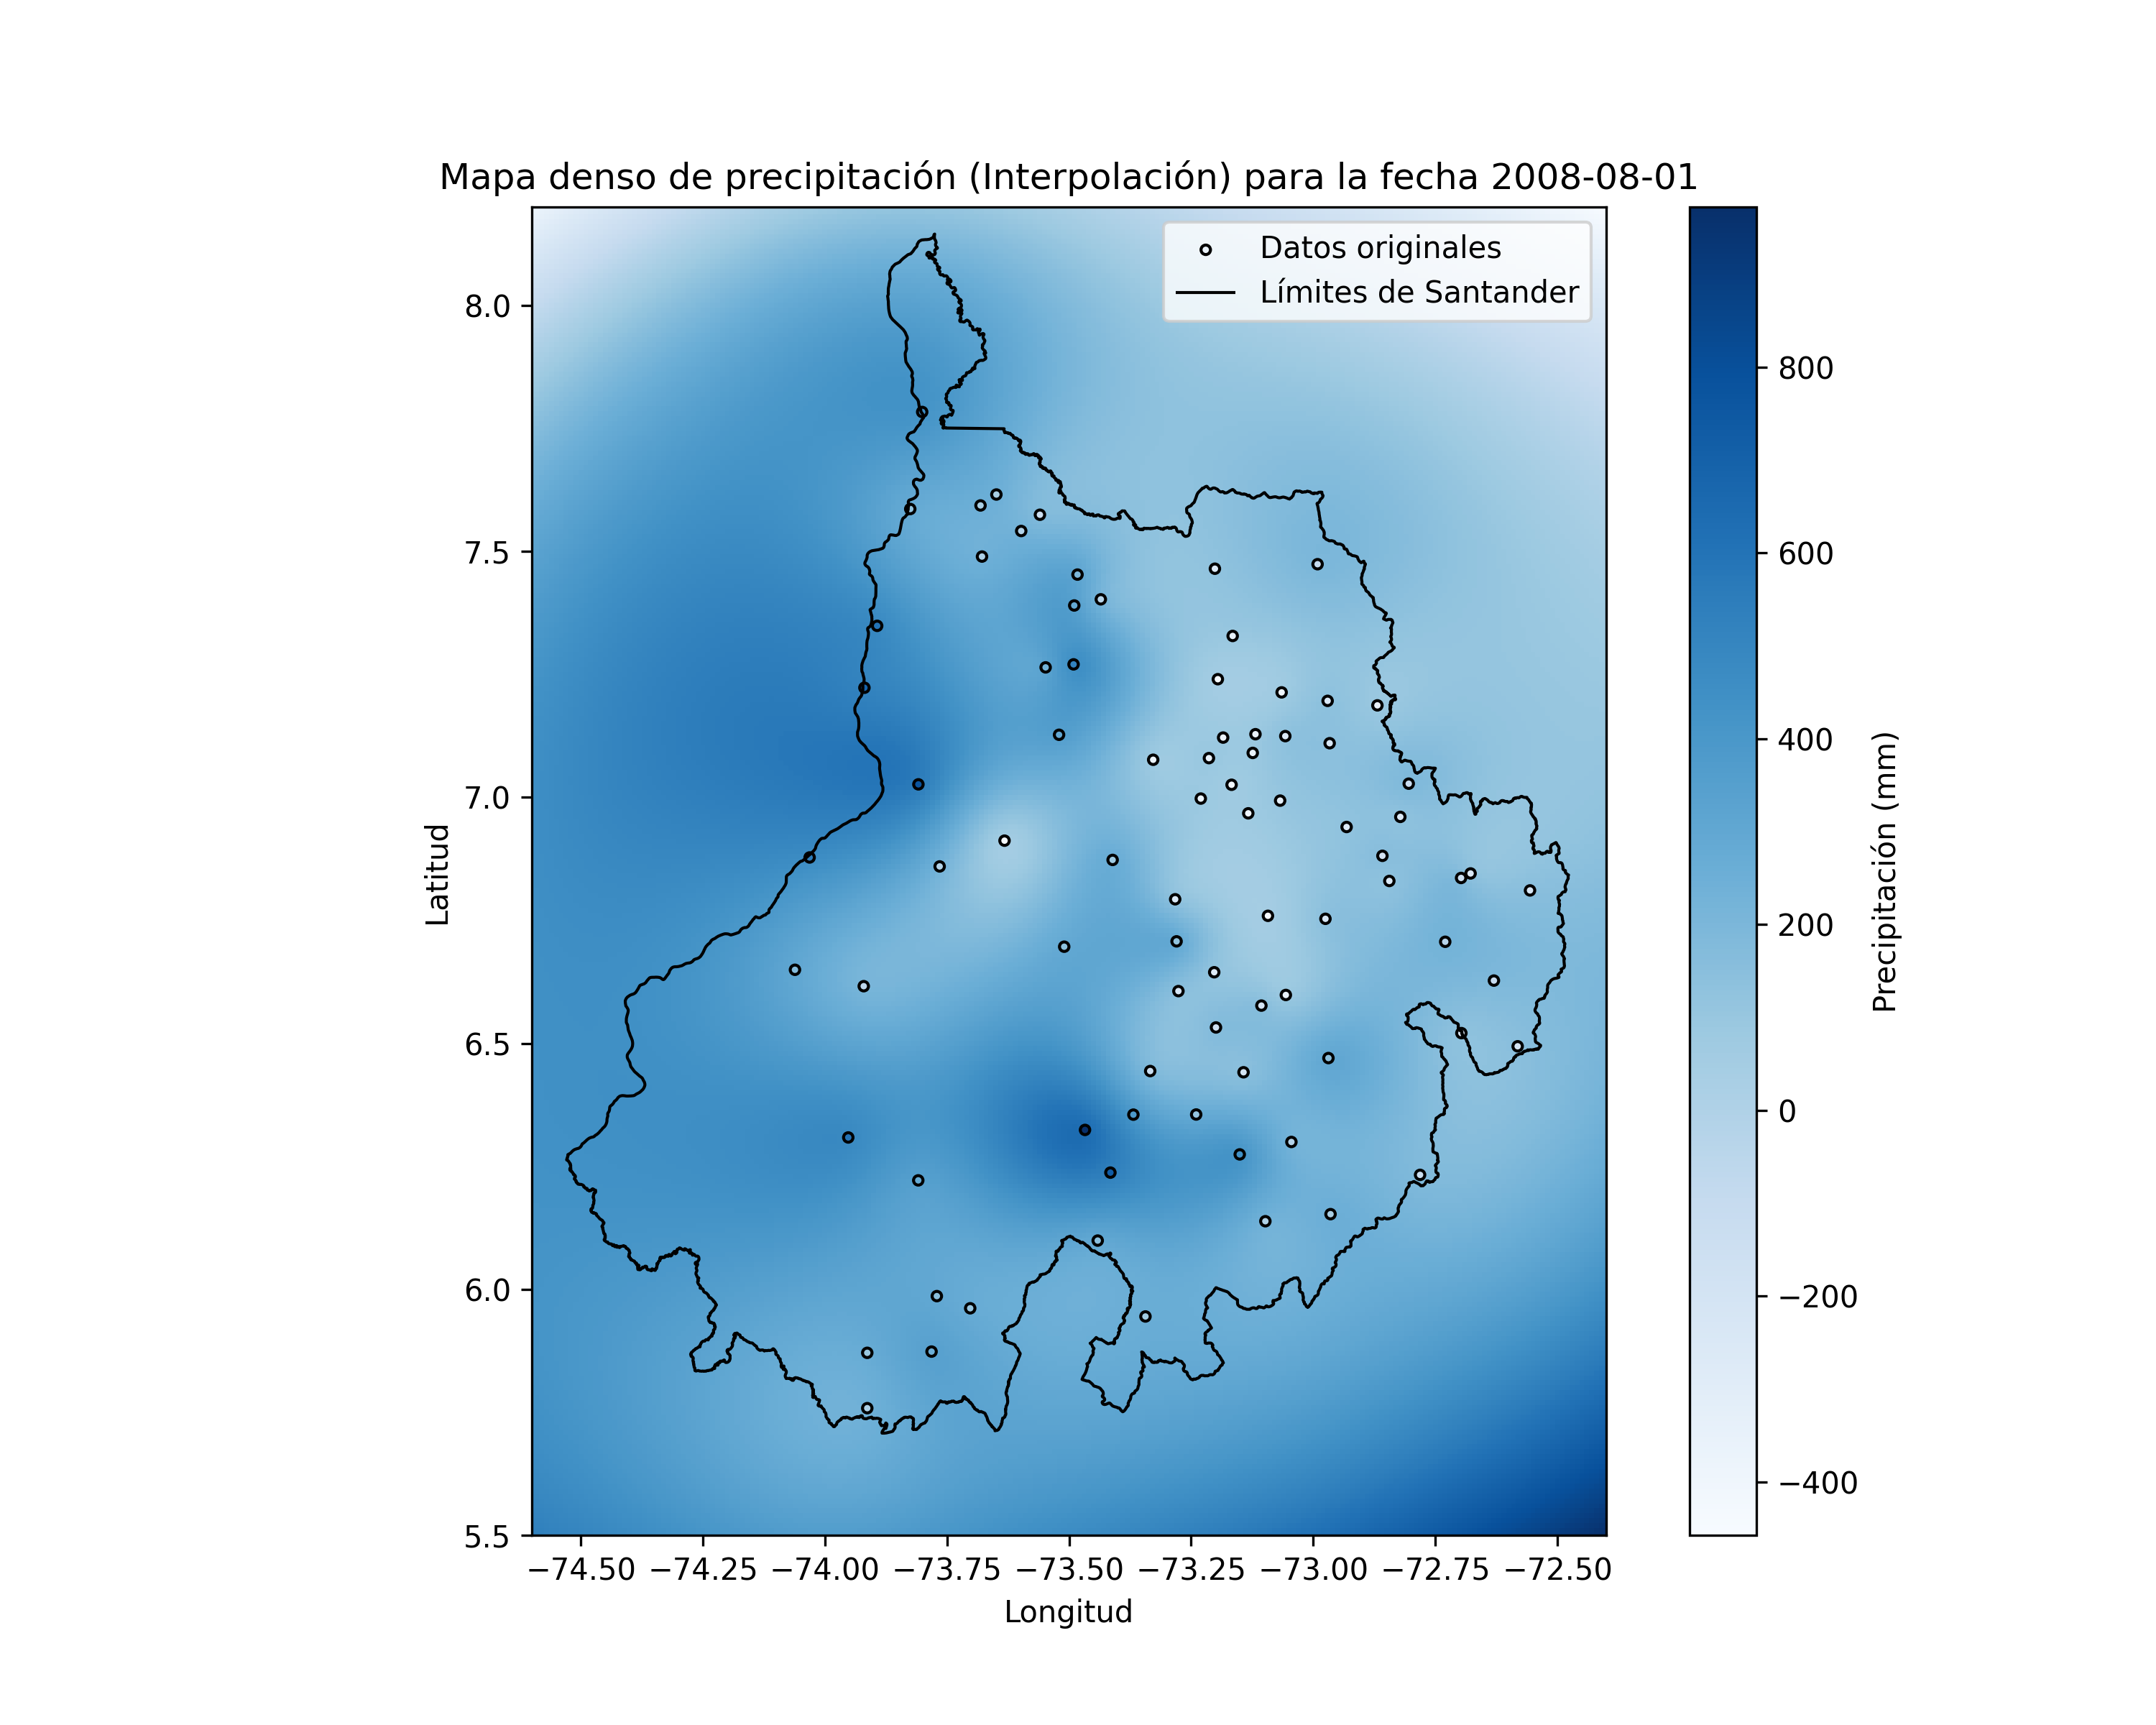 Mapa denso de precipitación (Interpolación) para la fecha 2008-08-01
Datos originales
Límites de Santander
8.0
7.5
7.0
6.5
6.0
5.5
Latitud
−74.50 −74.25 −74.00 −73.75 −73.50 −73.25 −73.00 −72.75 −72.50
Longitud
800
600
400
200
0
−200
−400
Precipitación (mm)